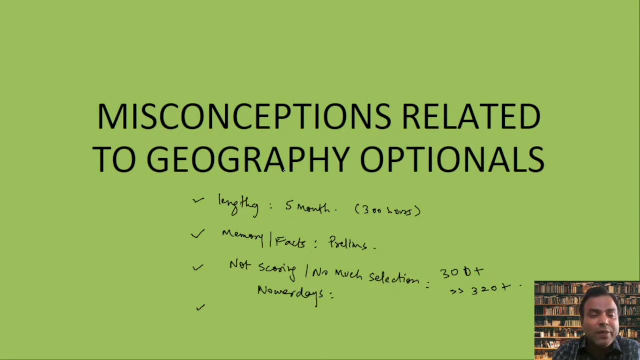 MISCONCEPTIONS RELATED
TO GEOGRAPHY OPTIONALS
✓ lengthy : 5 month. (300 hours)
✓ Memory/Facts : Prelims.
✓ Not Scoring / No Much Selection : 300+
Nowerdays : >> 320+.
✓